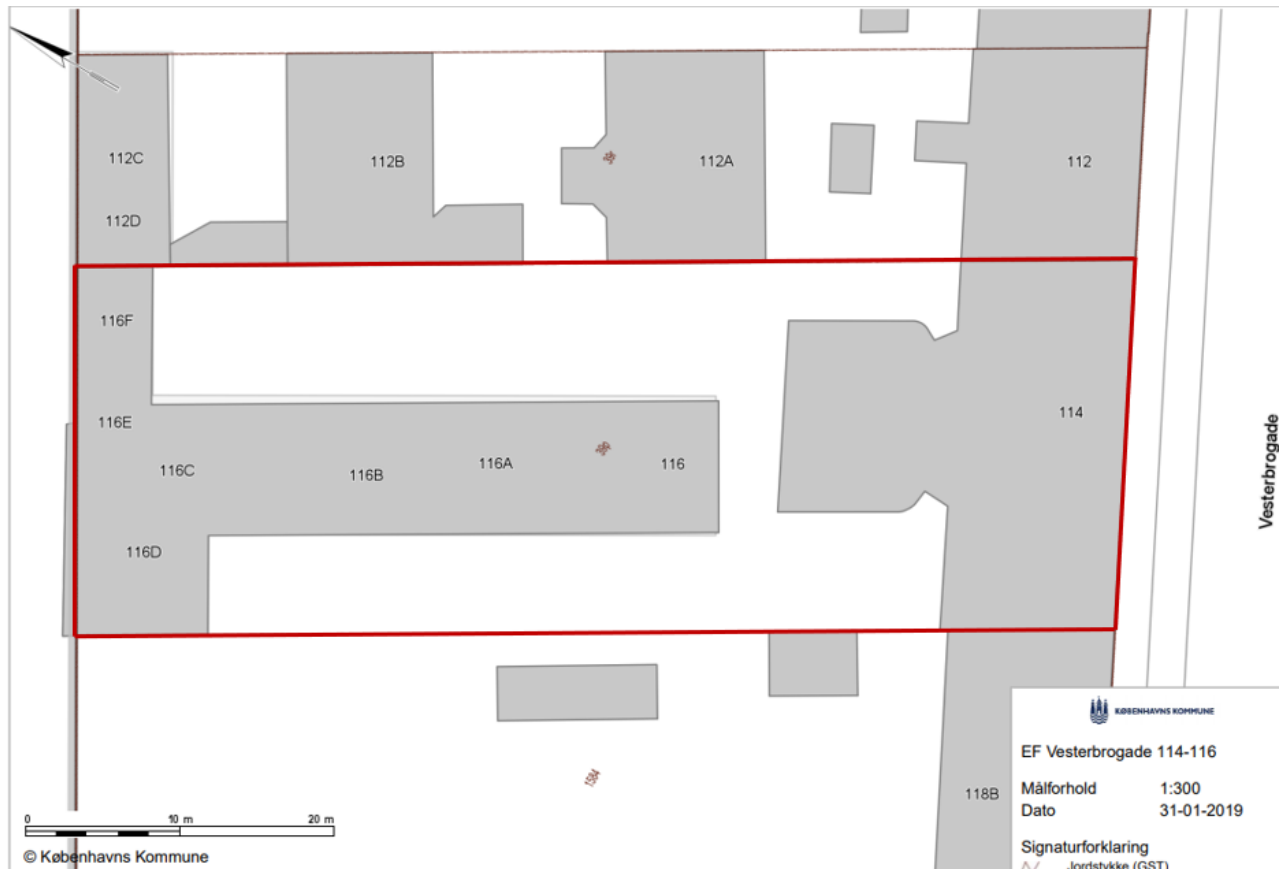 112C
112D
112B
112A
112
116F
116E
116C
116B
116A
116
116D
114
Vesterbrogade
1584
118B
0 10 m 20 m
© Københavns Kommune
KØBENHAVNS KOMMUNE
EF Vesterbrogade 114-116
Målforhold 1:300
Dato 31-01-2019
Signaturforklaring
Jordstykke (GST)